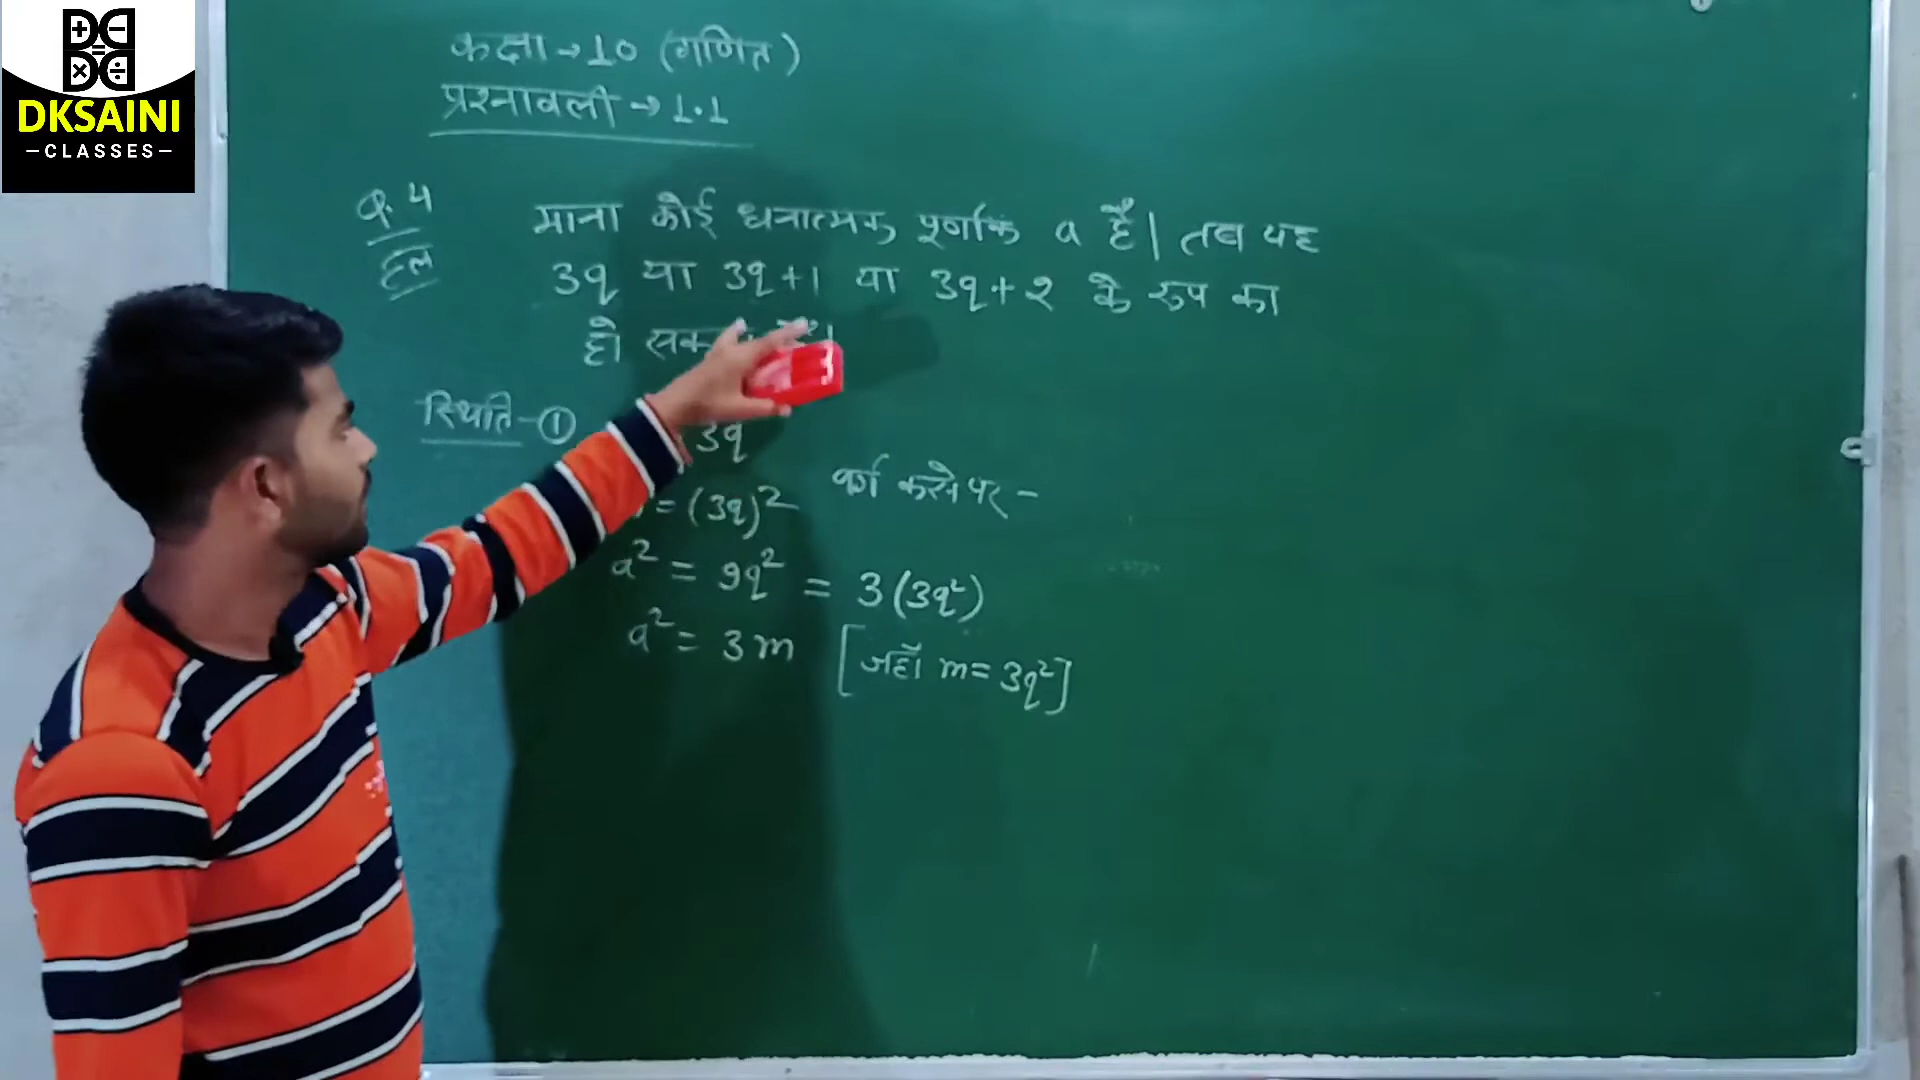 DKSAINI
CLASSES
कक्षा → 10 (गणित)
प्रश्नावली → 1.1
Q. 4
हल
माना कोई धनात्मक पूर्णांक a है। तब यह
3q या 3q+1 या 3q+2 के रूप का
हो
स्थिति-①
3q
= (3q)² वर्ग करने पर -
a² = 9q² = 3(3q²)
a² = 3m [जहाँ m = 3q²]